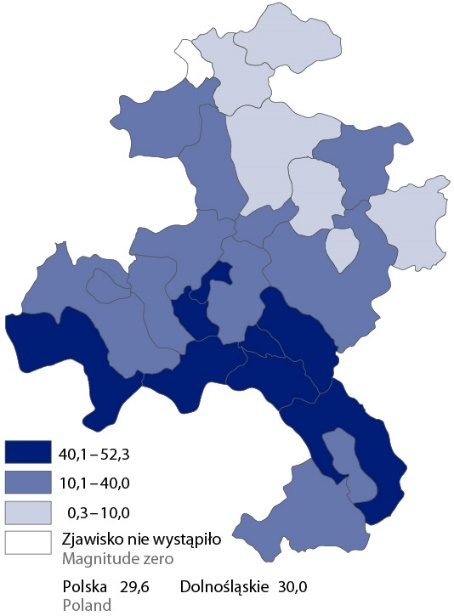 40,1–52,3
10,1–40,0
0,3–10,0
Zjawisko nie wystąpiło
Magnitude zero
Polska 29,6 Dolnośląskie 30,0
Poland